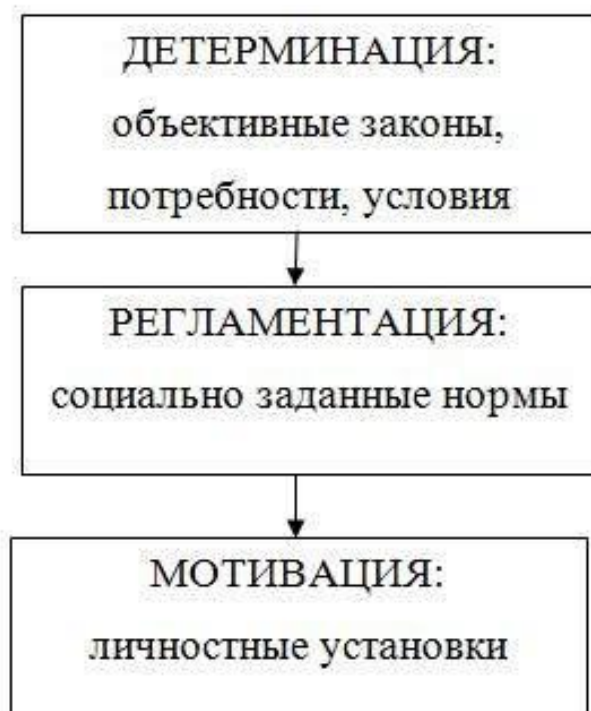 ДЕТЕРМИНАЦИЯ:
объективные законы,
потребности, условия
РЕГЛАМЕНТАЦИЯ:
социально заданные нормы
МОТИВАЦИЯ:
личностные установки